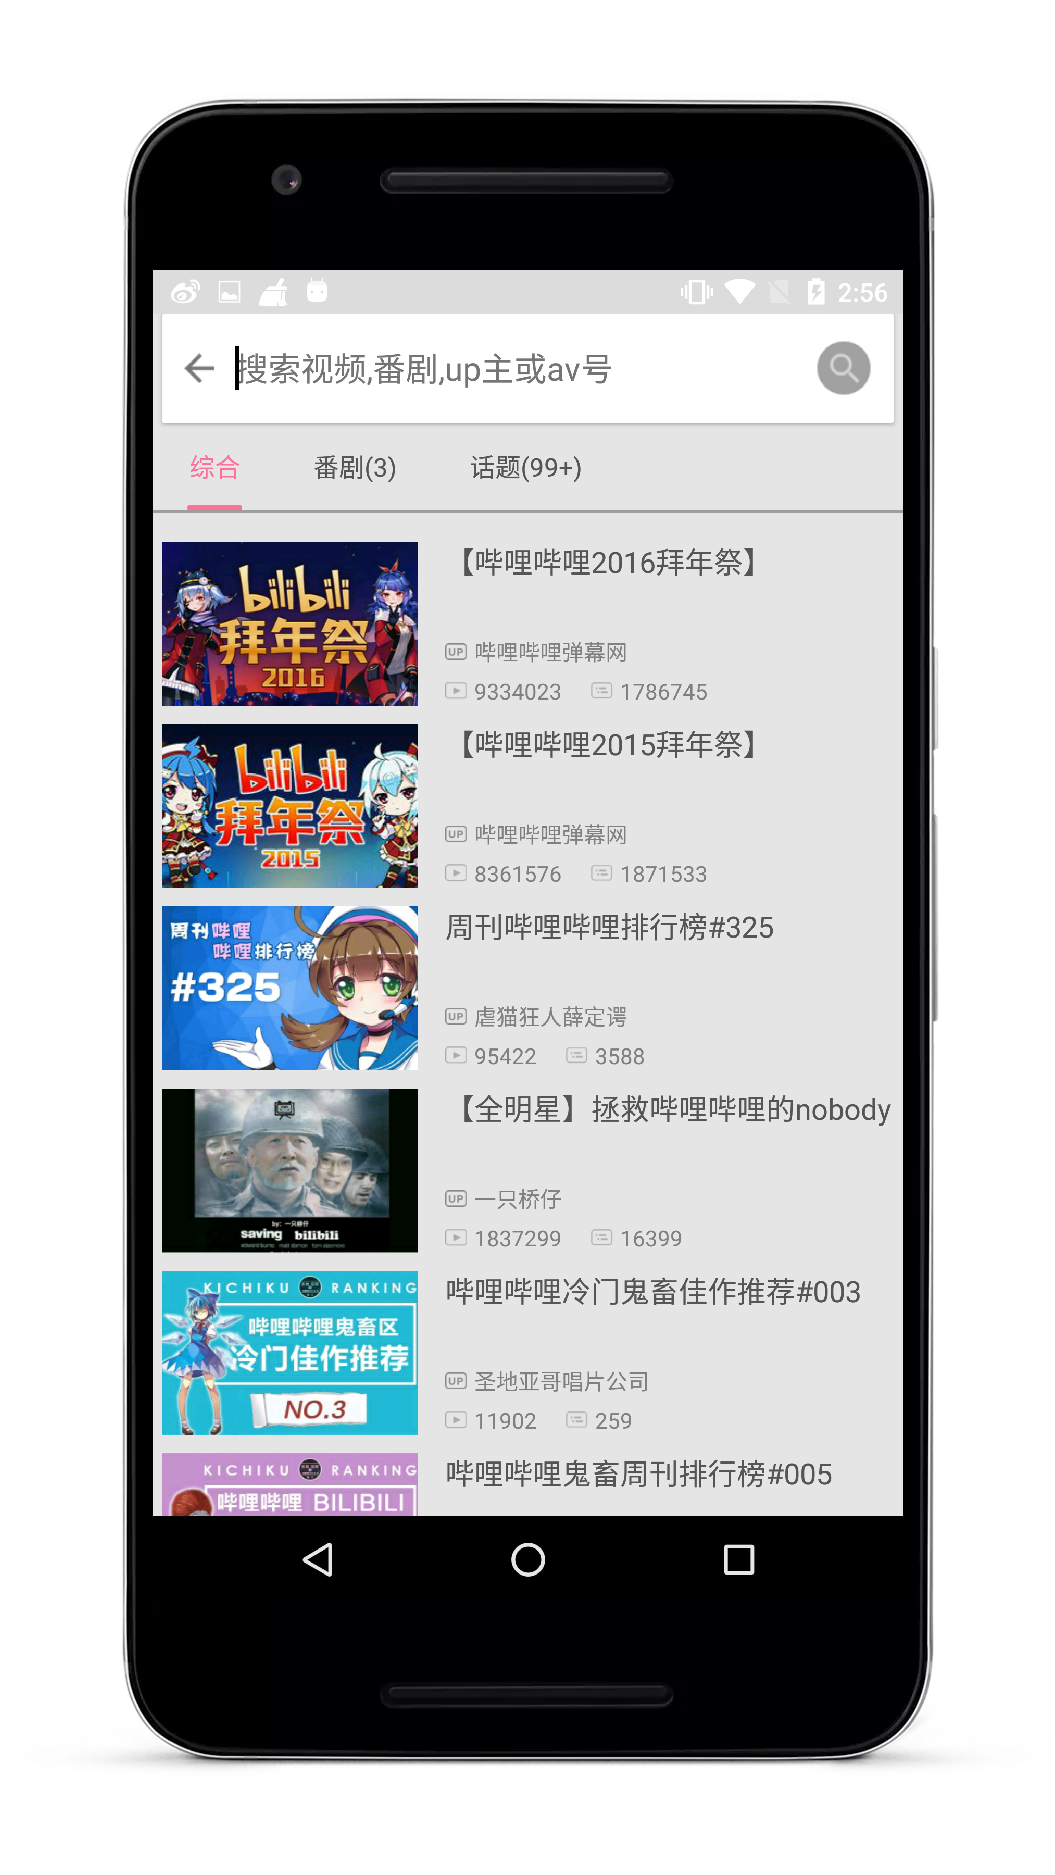 2:56
搜索视频,番剧,up主或av号
综合 番剧(3) 话题(99+)
bilibili
拜年祭
2016
【哔哩哔哩2016拜年祭】
UP 哔哩哔哩弹幕网
9334023 1786745
bilibili
拜年祭
2015
【哔哩哔哩2015拜年祭】
UP 哔哩哔哩弹幕网
8361576 1871533
周刊哔哩
哔哩排行榜
#325
周刊哔哩哔哩排行榜#325
UP 虐猫狂人薛定谔
95422 3588
by: 一只桥仔
saving bilibili
【全明星】拯救哔哩哔哩的nobody
UP 一只桥仔
1837299 16399
KICHIKU RANKING
哔哩哔哩鬼畜区
冷门佳作推荐
NO.3
哔哩哔哩冷门鬼畜佳作推荐#003
UP 圣地亚哥唱片公司
11902 259
KICHIKU RANKING
哔哩哔哩 BILIBILI
哔哩哔哩鬼畜周刊排行榜#005